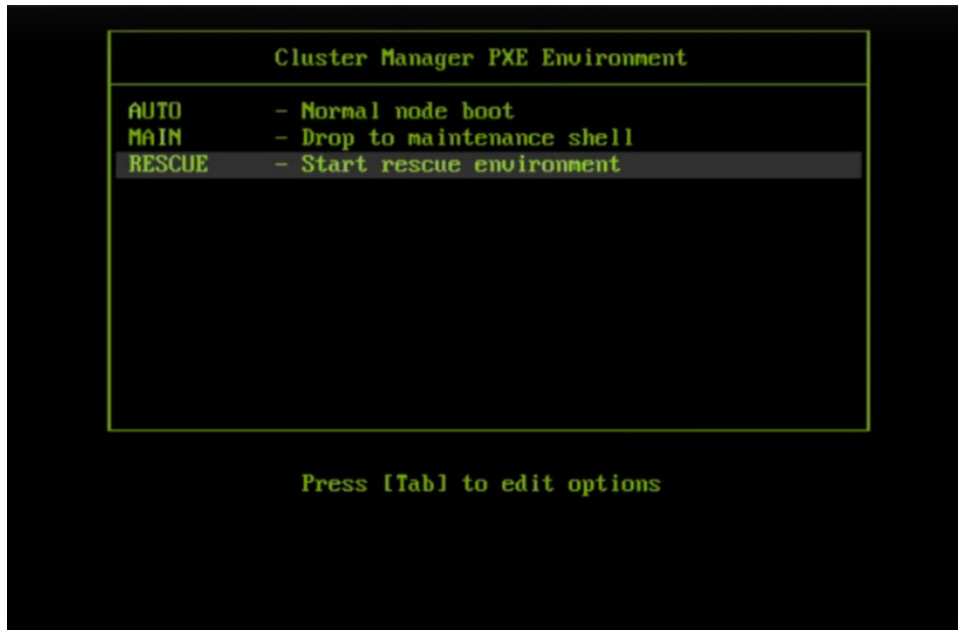 Cluster Manager PXE Environment
AUTO - Normal node boot
MAIN - Drop to maintenance shell
RESCUE - Start rescue environment
Press [Tab] to edit options